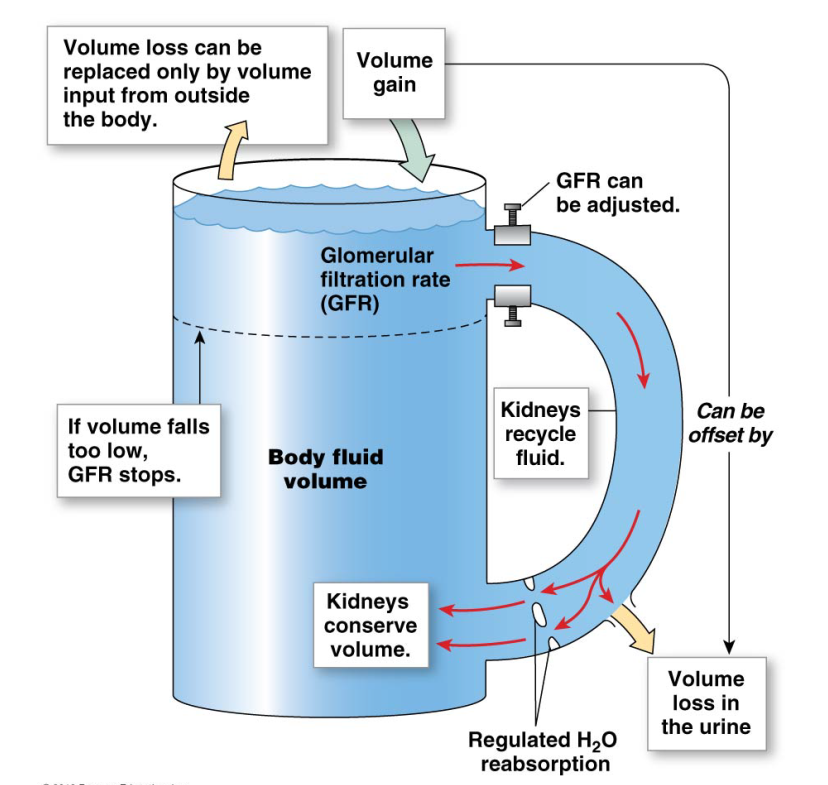 Volume loss can be
replaced only by volume
input from outside
the body.
Volume
gain
GFR can
be adjusted.
Glomerular
filtration rate
(GFR)
If volume falls
too low,
GFR stops.
Body fluid
volume
Kidneys
recycle
fluid.
Can be
offset by
Kidneys
conserve
volume.
Volume
loss in
the urine
Regulated H₂O
reabsorption